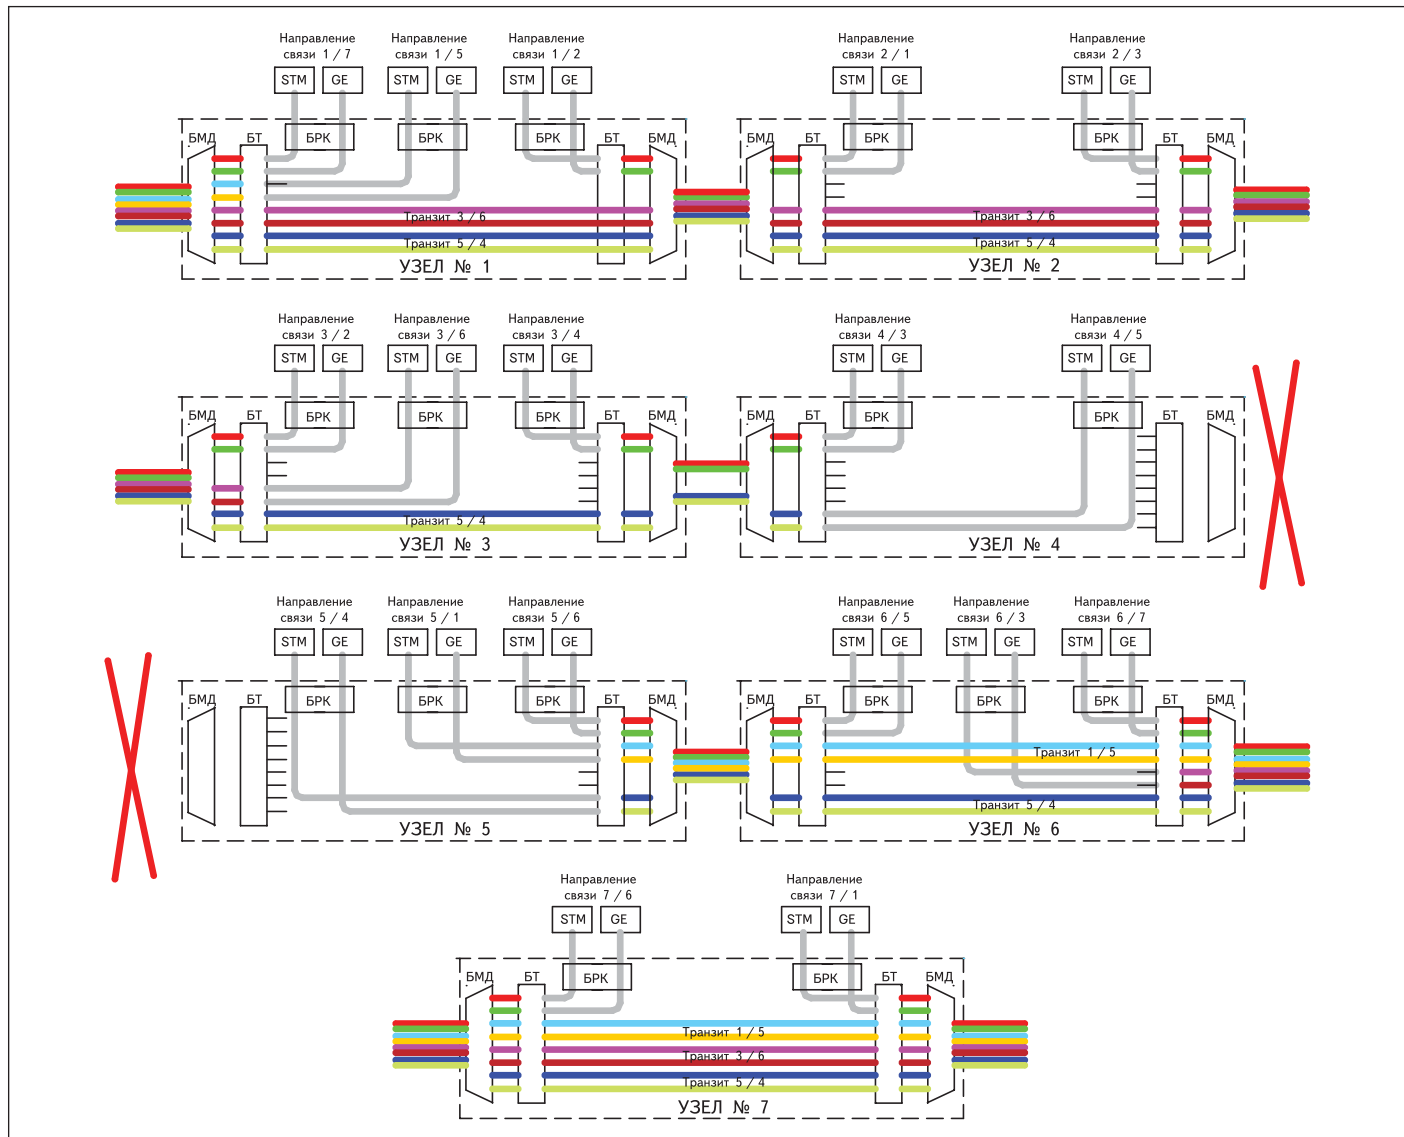 Направление Направление Направление Направление Направление
связи 1 / 7 связи 1 / 5 связи 1 / 2 связи 2 / 1 связи 2 / 3
STM GE STM GE STM GE STM GE STM GE
БМД БТ БРК БРК БРК БТ БМД БМД БТ БРК БРК БТ БМД
Транзит 3 / 6 Транзит 3 / 6
Транзит 5 / 4 Транзит 5 / 4
УЗЕЛ № 1 УЗЕЛ № 2
Направление Направление Направление Направление Направление
связи 3 / 2 связи 3 / 6 связи 3 / 4 связи 4 / 3 связи 4 / 5
STM GE STM GE STM GE STM GE STM GE
БМД БТ БРК БРК БРК БТ БМД БМД БТ БРК БРК БТ БМД
Транзит 5 / 4
УЗЕЛ № 3 УЗЕЛ № 4
Направление Направление Направление Направление Направление Направление
связи 5 / 4 связи 5 / 1 связи 5 / 6 связи 6 / 5 связи 6 / 3 связи 6 / 7
STM GE STM GE STM GE STM GE STM GE STM GE
БМД БТ БРК БРК БРК БТ БМД БМД БТ БРК БРК БРК БТ БМД
Транзит 1 / 5
Транзит 5 / 4
УЗЕЛ № 5 УЗЕЛ № 6
Направление Направление
связи 7 / 6 связи 7 / 1
STM GE STM GE
БМД БТ БРК БРК БТ БМД
Транзит 1 / 5
Транзит 3 / 6
Транзит 5 / 4
УЗЕЛ № 7